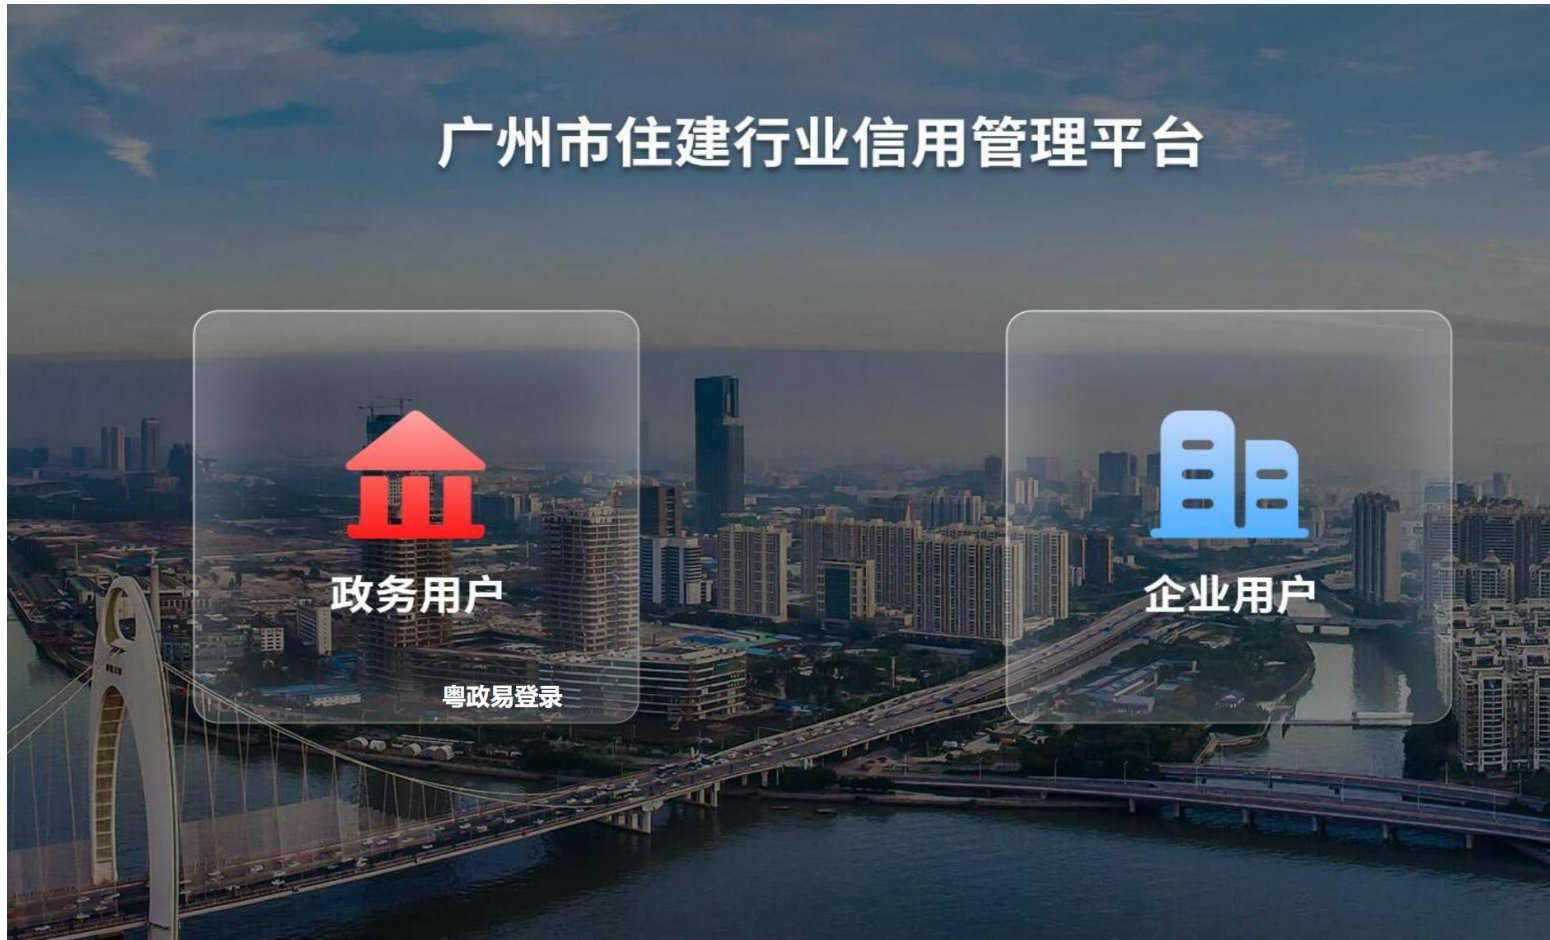 广州市住建行业信用管理平台
政务用户
企业用户
粤政易登录